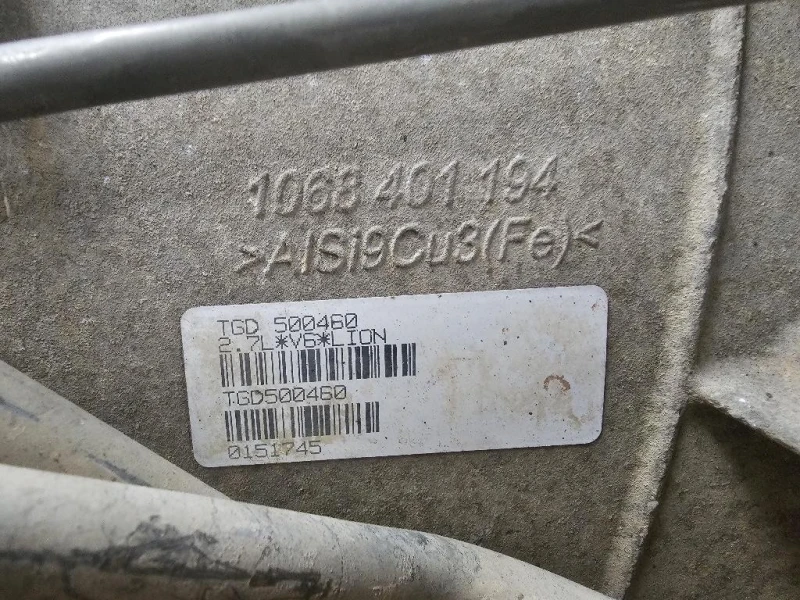 1068 401 194
>AlSi9Cu3(Fe)<
TGD 500460
2.7L*V6*LION
TGD500460
0151745